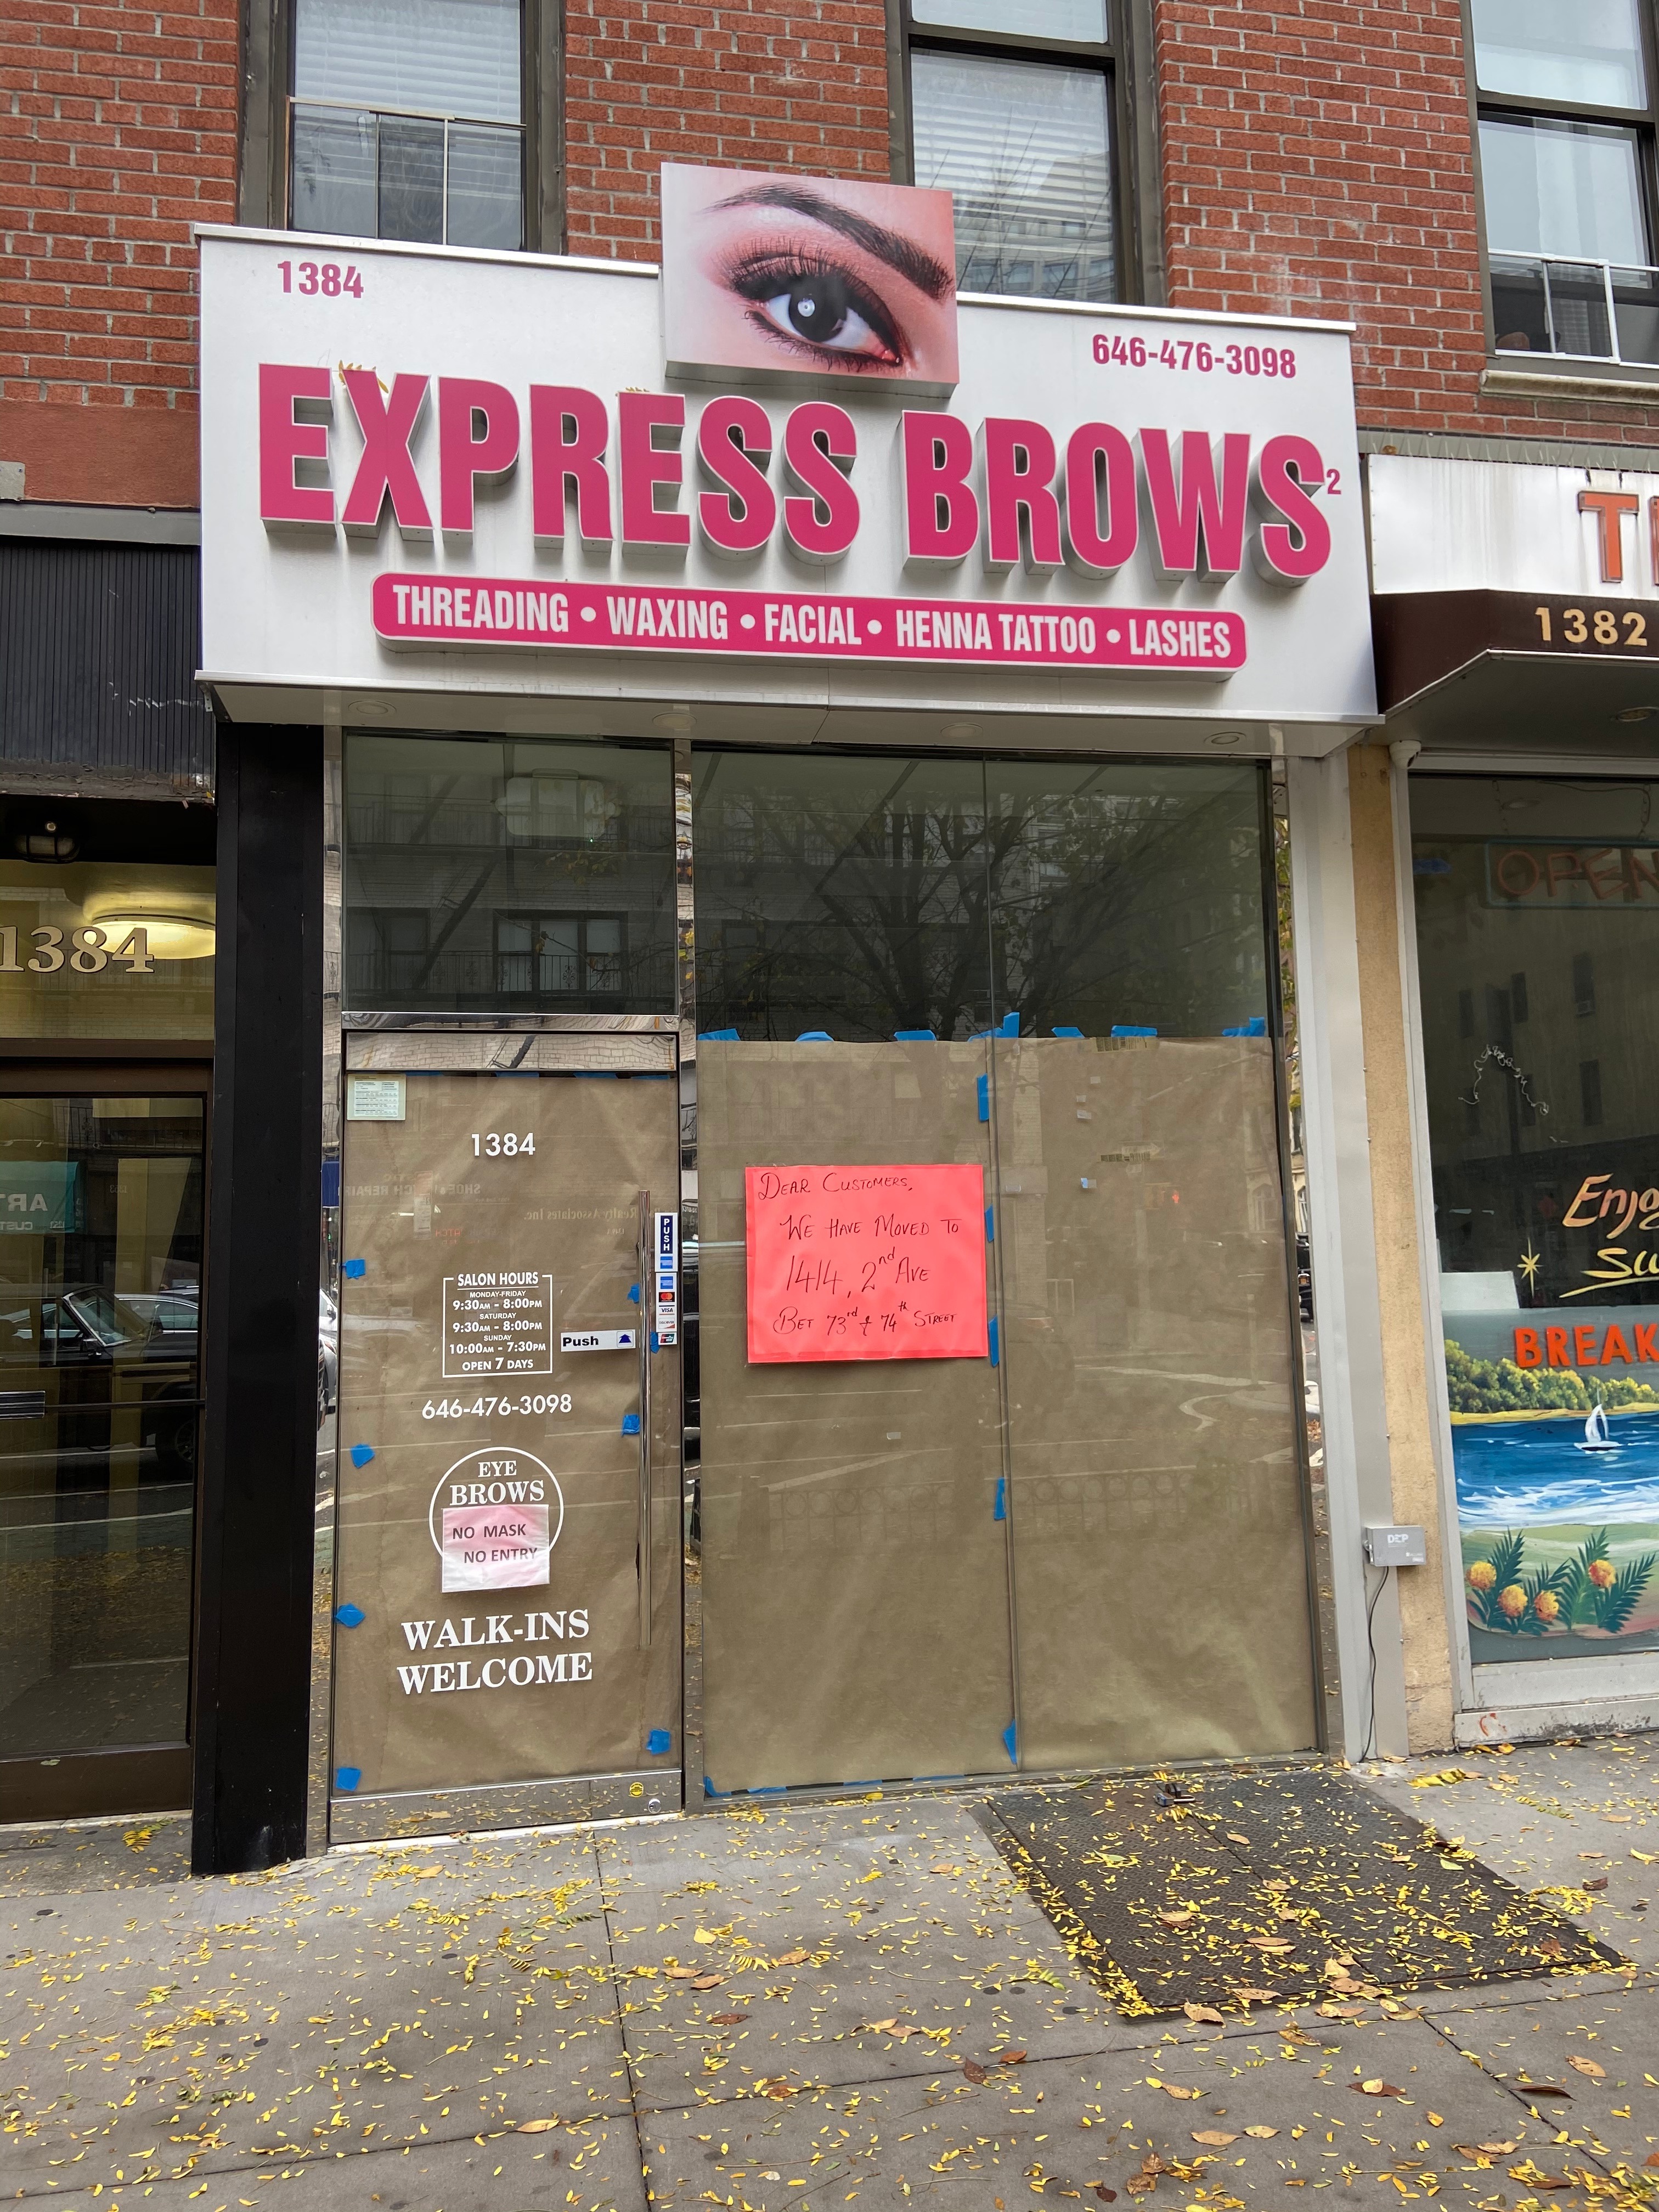 1384
646-476-3098
EXPRESS BROWS²
THREADING • WAXING • FACIAL • HENNA TATTOO • LASHES
1382
1384
OPEN
1384
DEAR CUSTOMERS,
WE HAVE MOVED TO
1414, 2nd AVE
BET 73rd & 74th STREET
PUSH
SALON HOURS
MONDAY-FRIDAY
9:30AM - 8:00PM
SATURDAY
9:30AM - 8:00PM
SUNDAY
10:00AM - 7:30PM
OPEN 7 DAYS
Push
VISA
646-476-3098
EYE
BROWS
NO MASK
NO ENTRY
WALK-INS
WELCOME
DCP